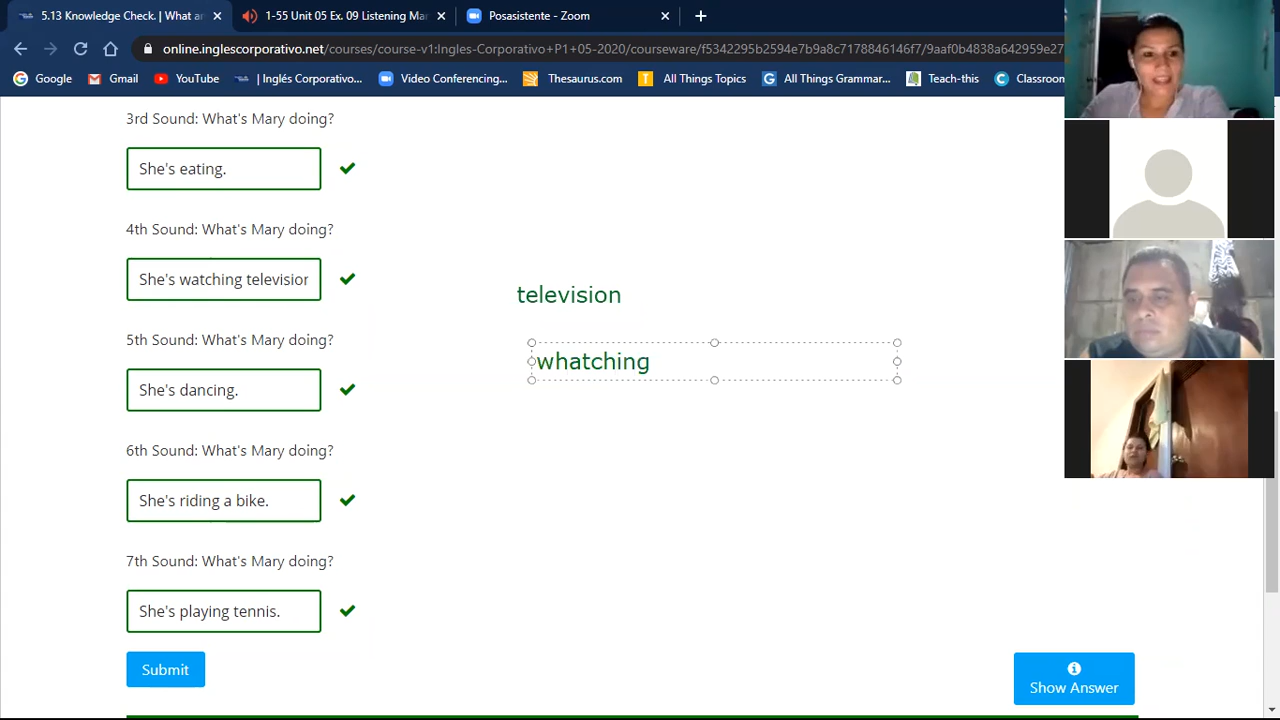 5.13 Knowledge Check. | What ar
1-55 Unit 05 Ex. 09 Listening Mar
Posasistente - Zoom
online.inglescorporativo.net/courses/course-v1:Ingles-Corporativo+P1+05-2020/courseware/f5342295b2594e7b9a8c7178846146f7/9aaf0b4838a642959e27
Google
Gmail
YouTube
| Inglés Corporativo...
Video Conferencing...
Thesaurus.com
All Things Topics
All Things Grammar...
Teach-this
Classroom
3rd Sound: What's Mary doing?
She's eating.
4th Sound: What's Mary doing?
She's watching television
television
5th Sound: What's Mary doing?
whatching
She's dancing.
6th Sound: What's Mary doing?
She's riding a bike.
7th Sound: What's Mary doing?
She's playing tennis.
Submit
Show Answer